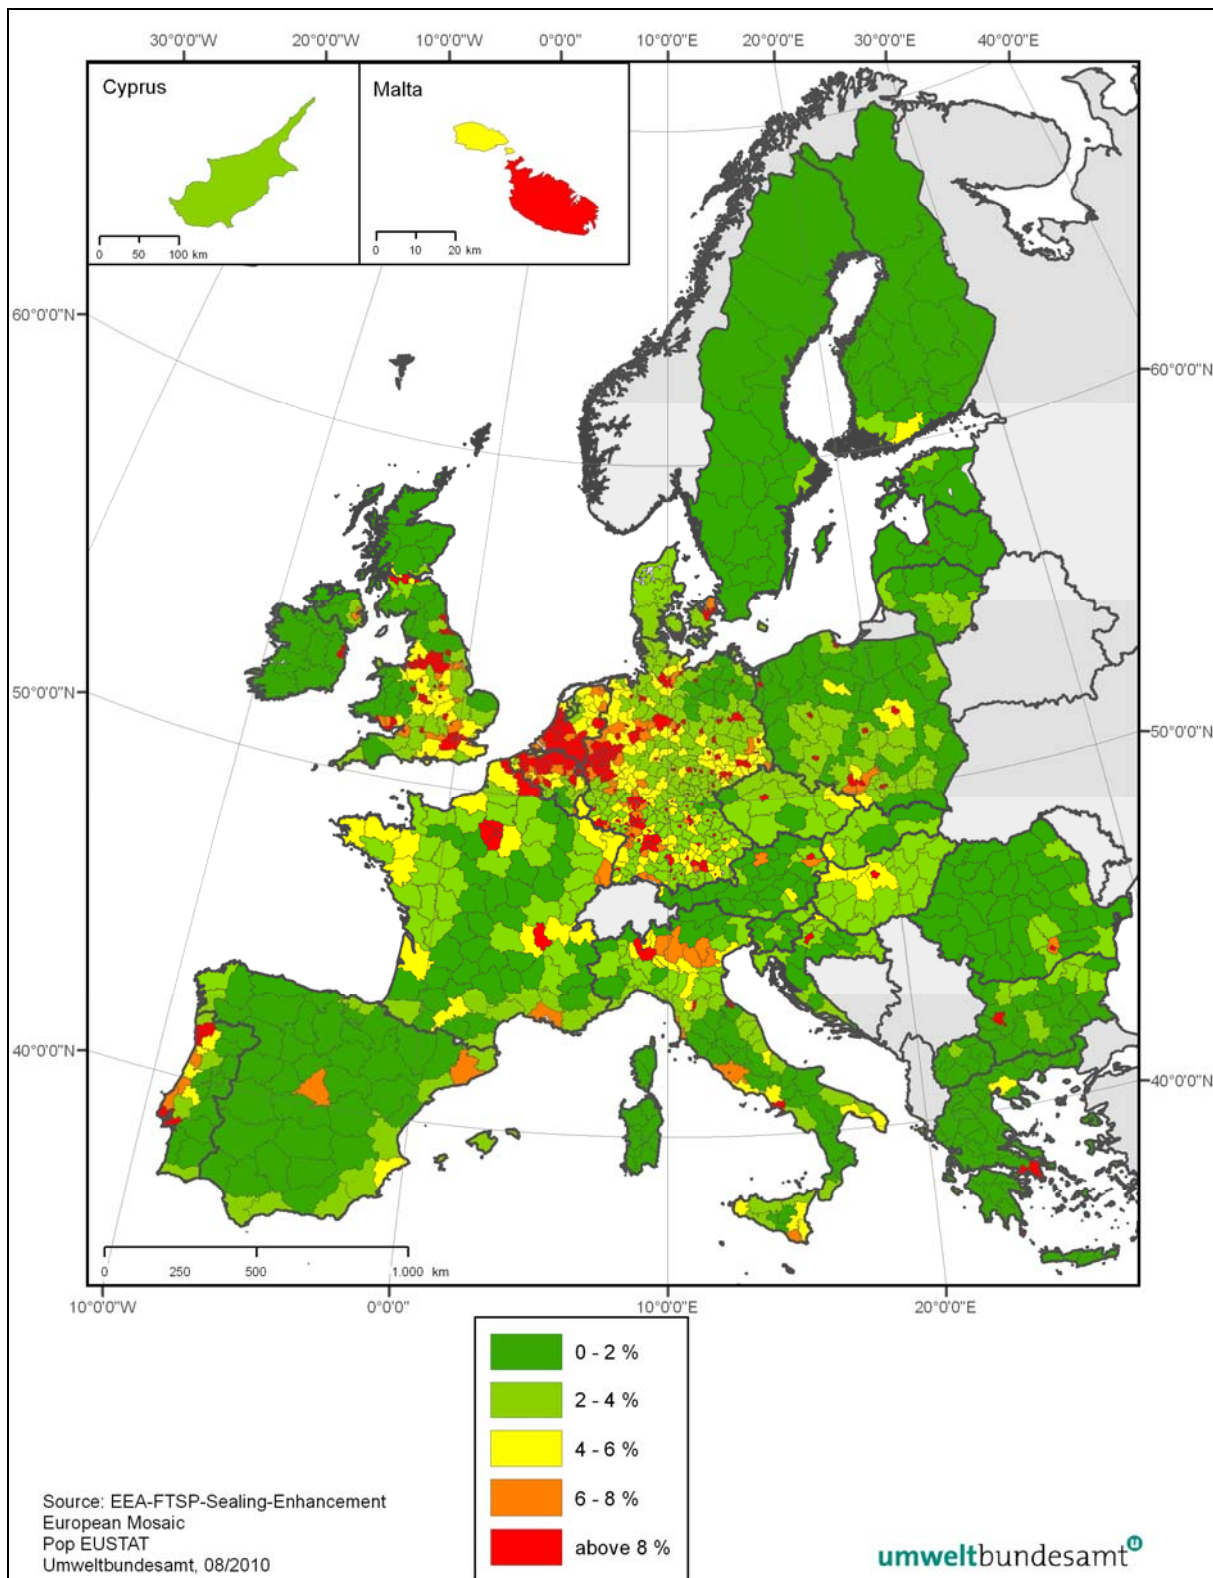 30°0'0"W 20°0'0"W 10°0'0"W 0°0'0"E 10°0'0"E 20°0'0"E 30°0'0"E 40°0'0"E
Cyprus
0 50 100 km
Malta
0 10 20 km
60°0'0"N
60°0'0"N
50°0'0"N
50°0'0"N
40°0'0"N
40°0'0"N
0 250 500 1.000 km
10°0'0"W 0°0'0"E 10°0'0"E 20°0'0"E
0 - 2 %
2 - 4 %
4 - 6 %
6 - 8 %
above 8 %
Source: EEA-FTSP-Sealing-Enhancement
European Mosaic
Pop EUSTAT
Umweltbundesamt, 08/2010
umweltbundesamt u